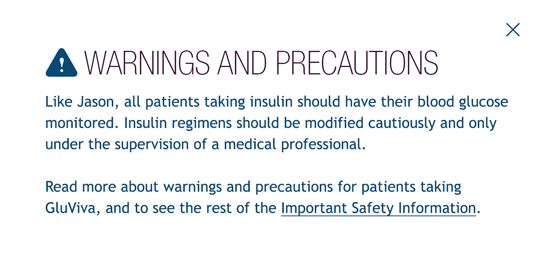 WARNINGS AND PRECAUTIONS
Like Jason, all patients taking insulin should have their blood glucose
monitored. Insulin regimens should be modified cautiously and only
under the supervision of a medical professional.
Read more about warnings and precautions for patients taking
GluViva, and to see the rest of the Important Safety Information.